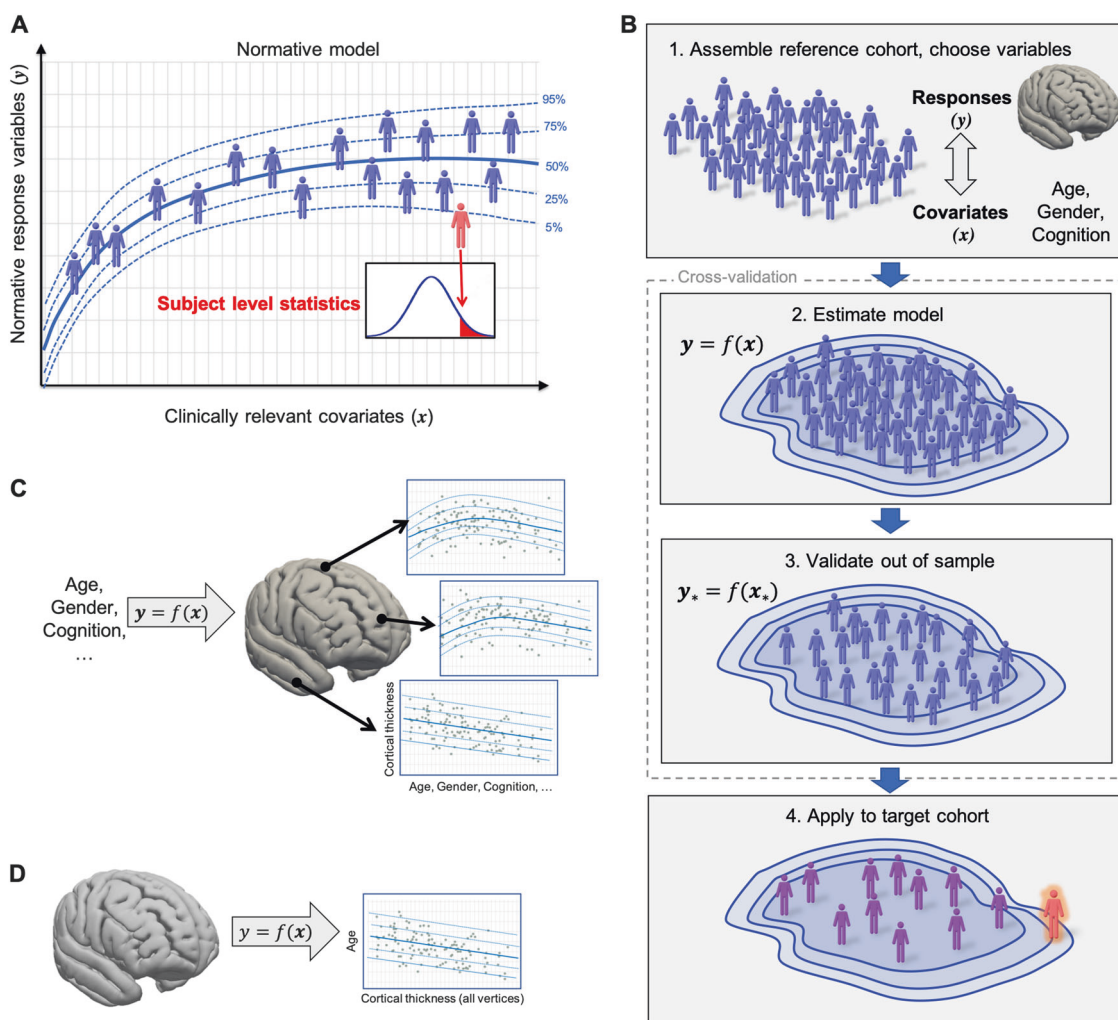 A
Normative model
Normative response variables (y)
95%
75%
50%
25%
5%
Subject level statistics
Clinically relevant covariates (x)
B
1. Assemble reference cohort, choose variables
Responses
(y)
Covariates
(x)
Age,
Gender,
Cognition
Cross-validation
2. Estimate model
y = f(x)
3. Validate out of sample
y* = f(x*)
4. Apply to target cohort
C
Age,
Gender,
Cognition,
...
y = f(x)
Cortical thickness
Age, Gender, Cognition, ...
D
y = f(x)
Age
Cortical thickness (all vertices)